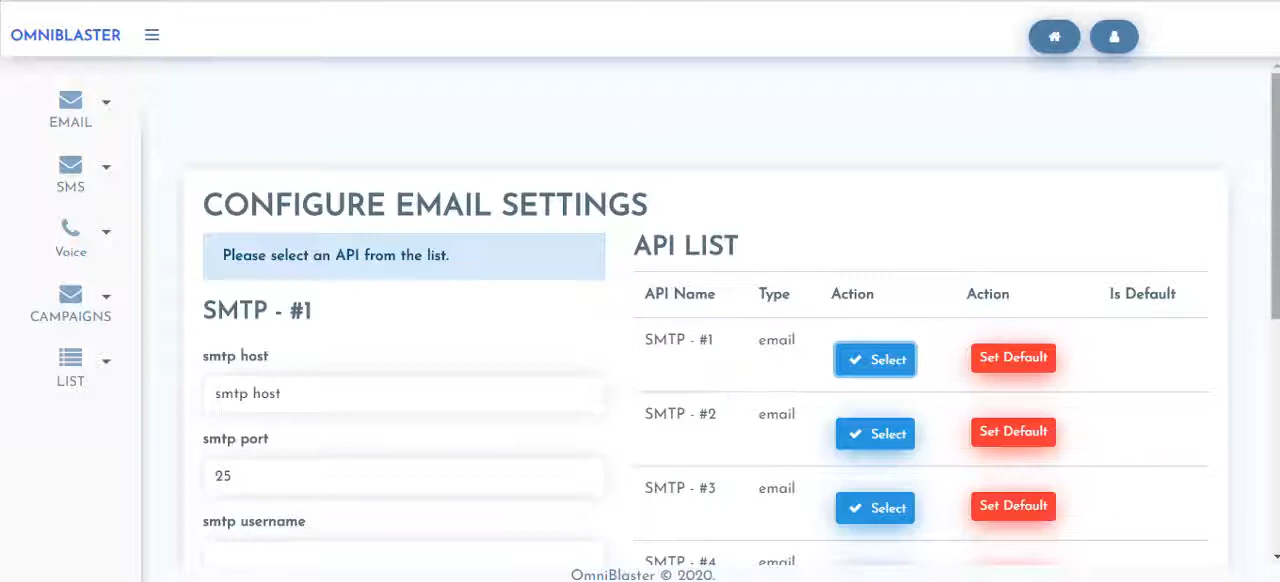 OMNIBLASTER
EMAIL
SMS
Voice
CAMPAIGNS
LIST
CONFIGURE EMAIL SETTINGS
Please select an API from the list.
SMTP - #1
smtp host
smtp host
smtp port
25
smtp username
API LIST
API Name Type Action Action Is Default
SMTP - #1 email Select Set Default
SMTP - #2 email Select Set Default
SMTP - #3 email Select Set Default
SMTP - #4 email
OmniBlaster © 2020.